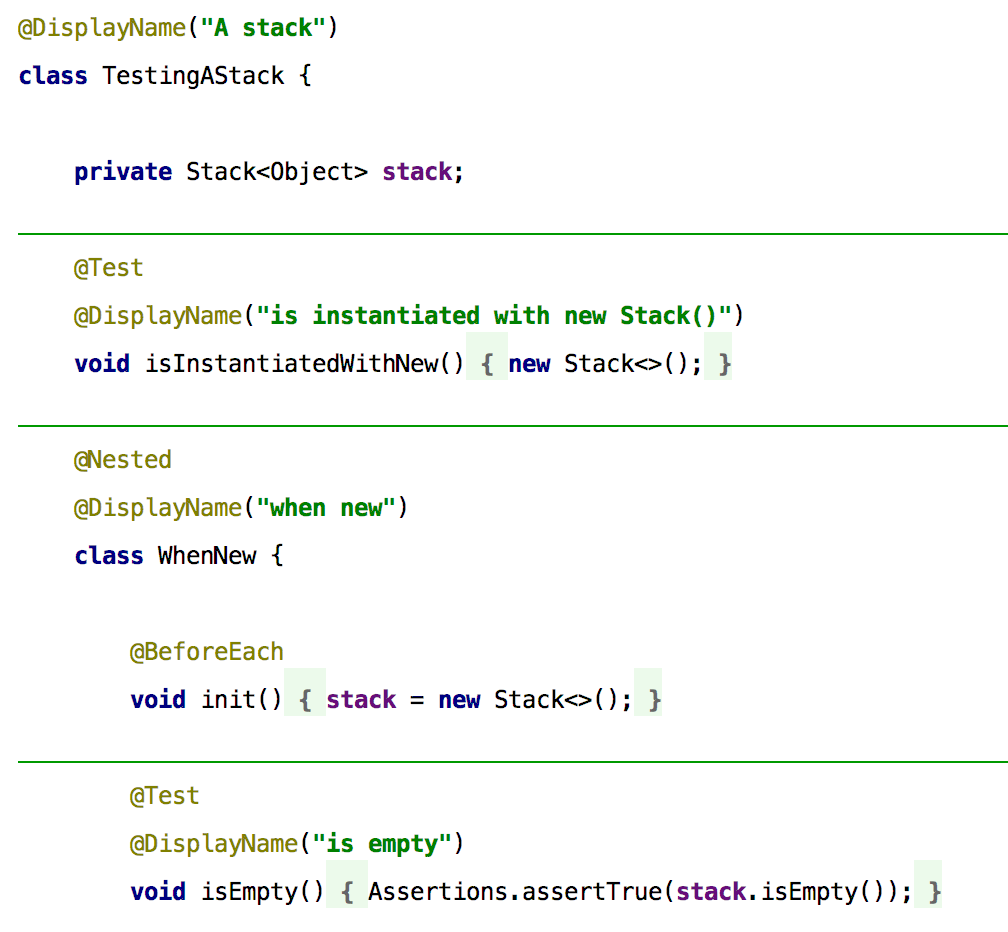 @DisplayName("A stack")
class TestingAStack {
private Stack<Object> stack;
@Test
@DisplayName("is instantiated with new Stack()")
void isInstantiatedWithNew() { new Stack<>(); }
@Nested
@DisplayName("when new")
class WhenNew {
@BeforeEach
void init() { stack = new Stack<>(); }
@Test
@DisplayName("is empty")
void isEmpty() { Assertions.assertTrue(stack.isEmpty()); }